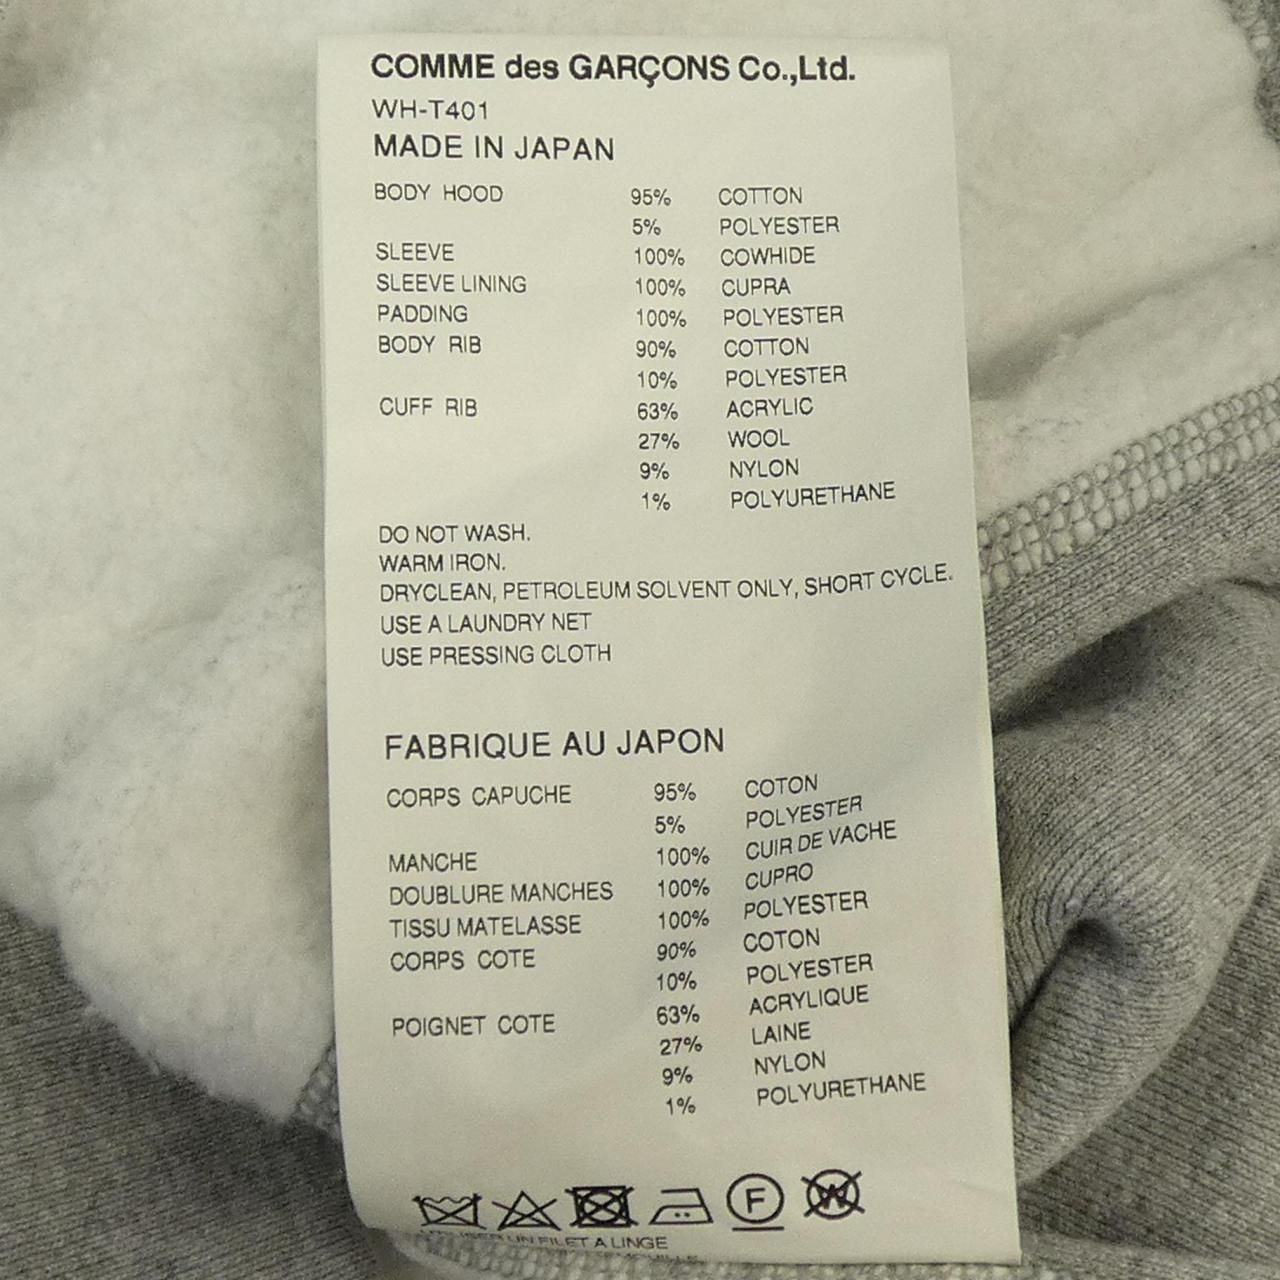 COMME des GARÇONS Co.,Ltd.
WH-T401
MADE IN JAPAN
BODY HOOD 95% COTTON
5% POLYESTER
SLEEVE 100% COWHIDE
SLEEVE LINING 100% CUPRA
PADDING 100% POLYESTER
BODY RIB 90% COTTON
10% POLYESTER
CUFF RIB 63% ACRYLIC
27% WOOL
9% NYLON
1% POLYURETHANE
DO NOT WASH.
WARM IRON.
DRYCLEAN, PETROLEUM SOLVENT ONLY, SHORT CYCLE.
USE A LAUNDRY NET
USE PRESSING CLOTH
FABRIQUE AU JAPON
CORPS CAPUCHE 95% COTON
5% POLYESTER
MANCHE 100% CUIR DE VACHE
DOUBLURE MANCHES 100% CUPRO
TISSU MATELASSE 100% POLYESTER
CORPS COTE 90% COTON
10% POLYESTER
POIGNET COTE 63% ACRYLIQUE
27% LAINE
9% NYLON
1% POLYURETHANE
F W
UN FILET A LINGE